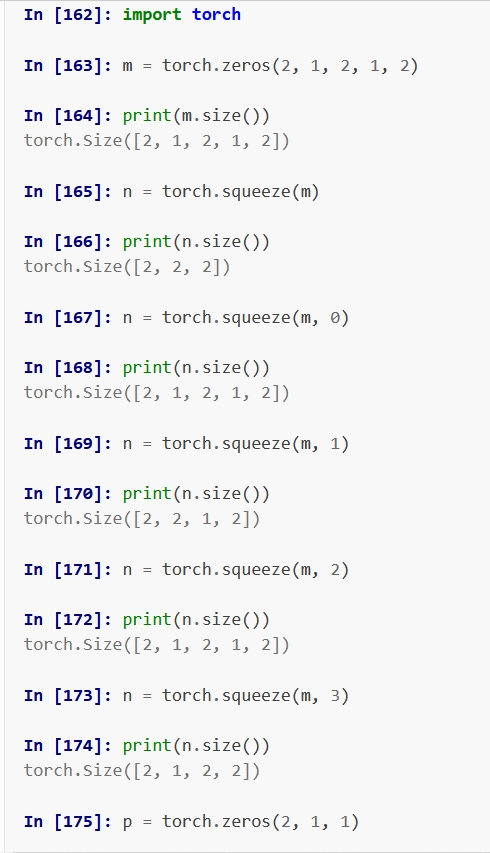 In [162]: import torch
In [163]: m = torch.zeros(2, 1, 2, 1, 2)
In [164]: print(m.size())
torch.Size([2, 1, 2, 1, 2])
In [165]: n = torch.squeeze(m)
In [166]: print(n.size())
torch.Size([2, 2, 2])
In [167]: n = torch.squeeze(m, 0)
In [168]: print(n.size())
torch.Size([2, 1, 2, 1, 2])
In [169]: n = torch.squeeze(m, 1)
In [170]: print(n.size())
torch.Size([2, 2, 1, 2])
In [171]: n = torch.squeeze(m, 2)
In [172]: print(n.size())
torch.Size([2, 1, 2, 1, 2])
In [173]: n = torch.squeeze(m, 3)
In [174]: print(n.size())
torch.Size([2, 1, 2, 2])
In [175]: p = torch.zeros(2, 1, 1)